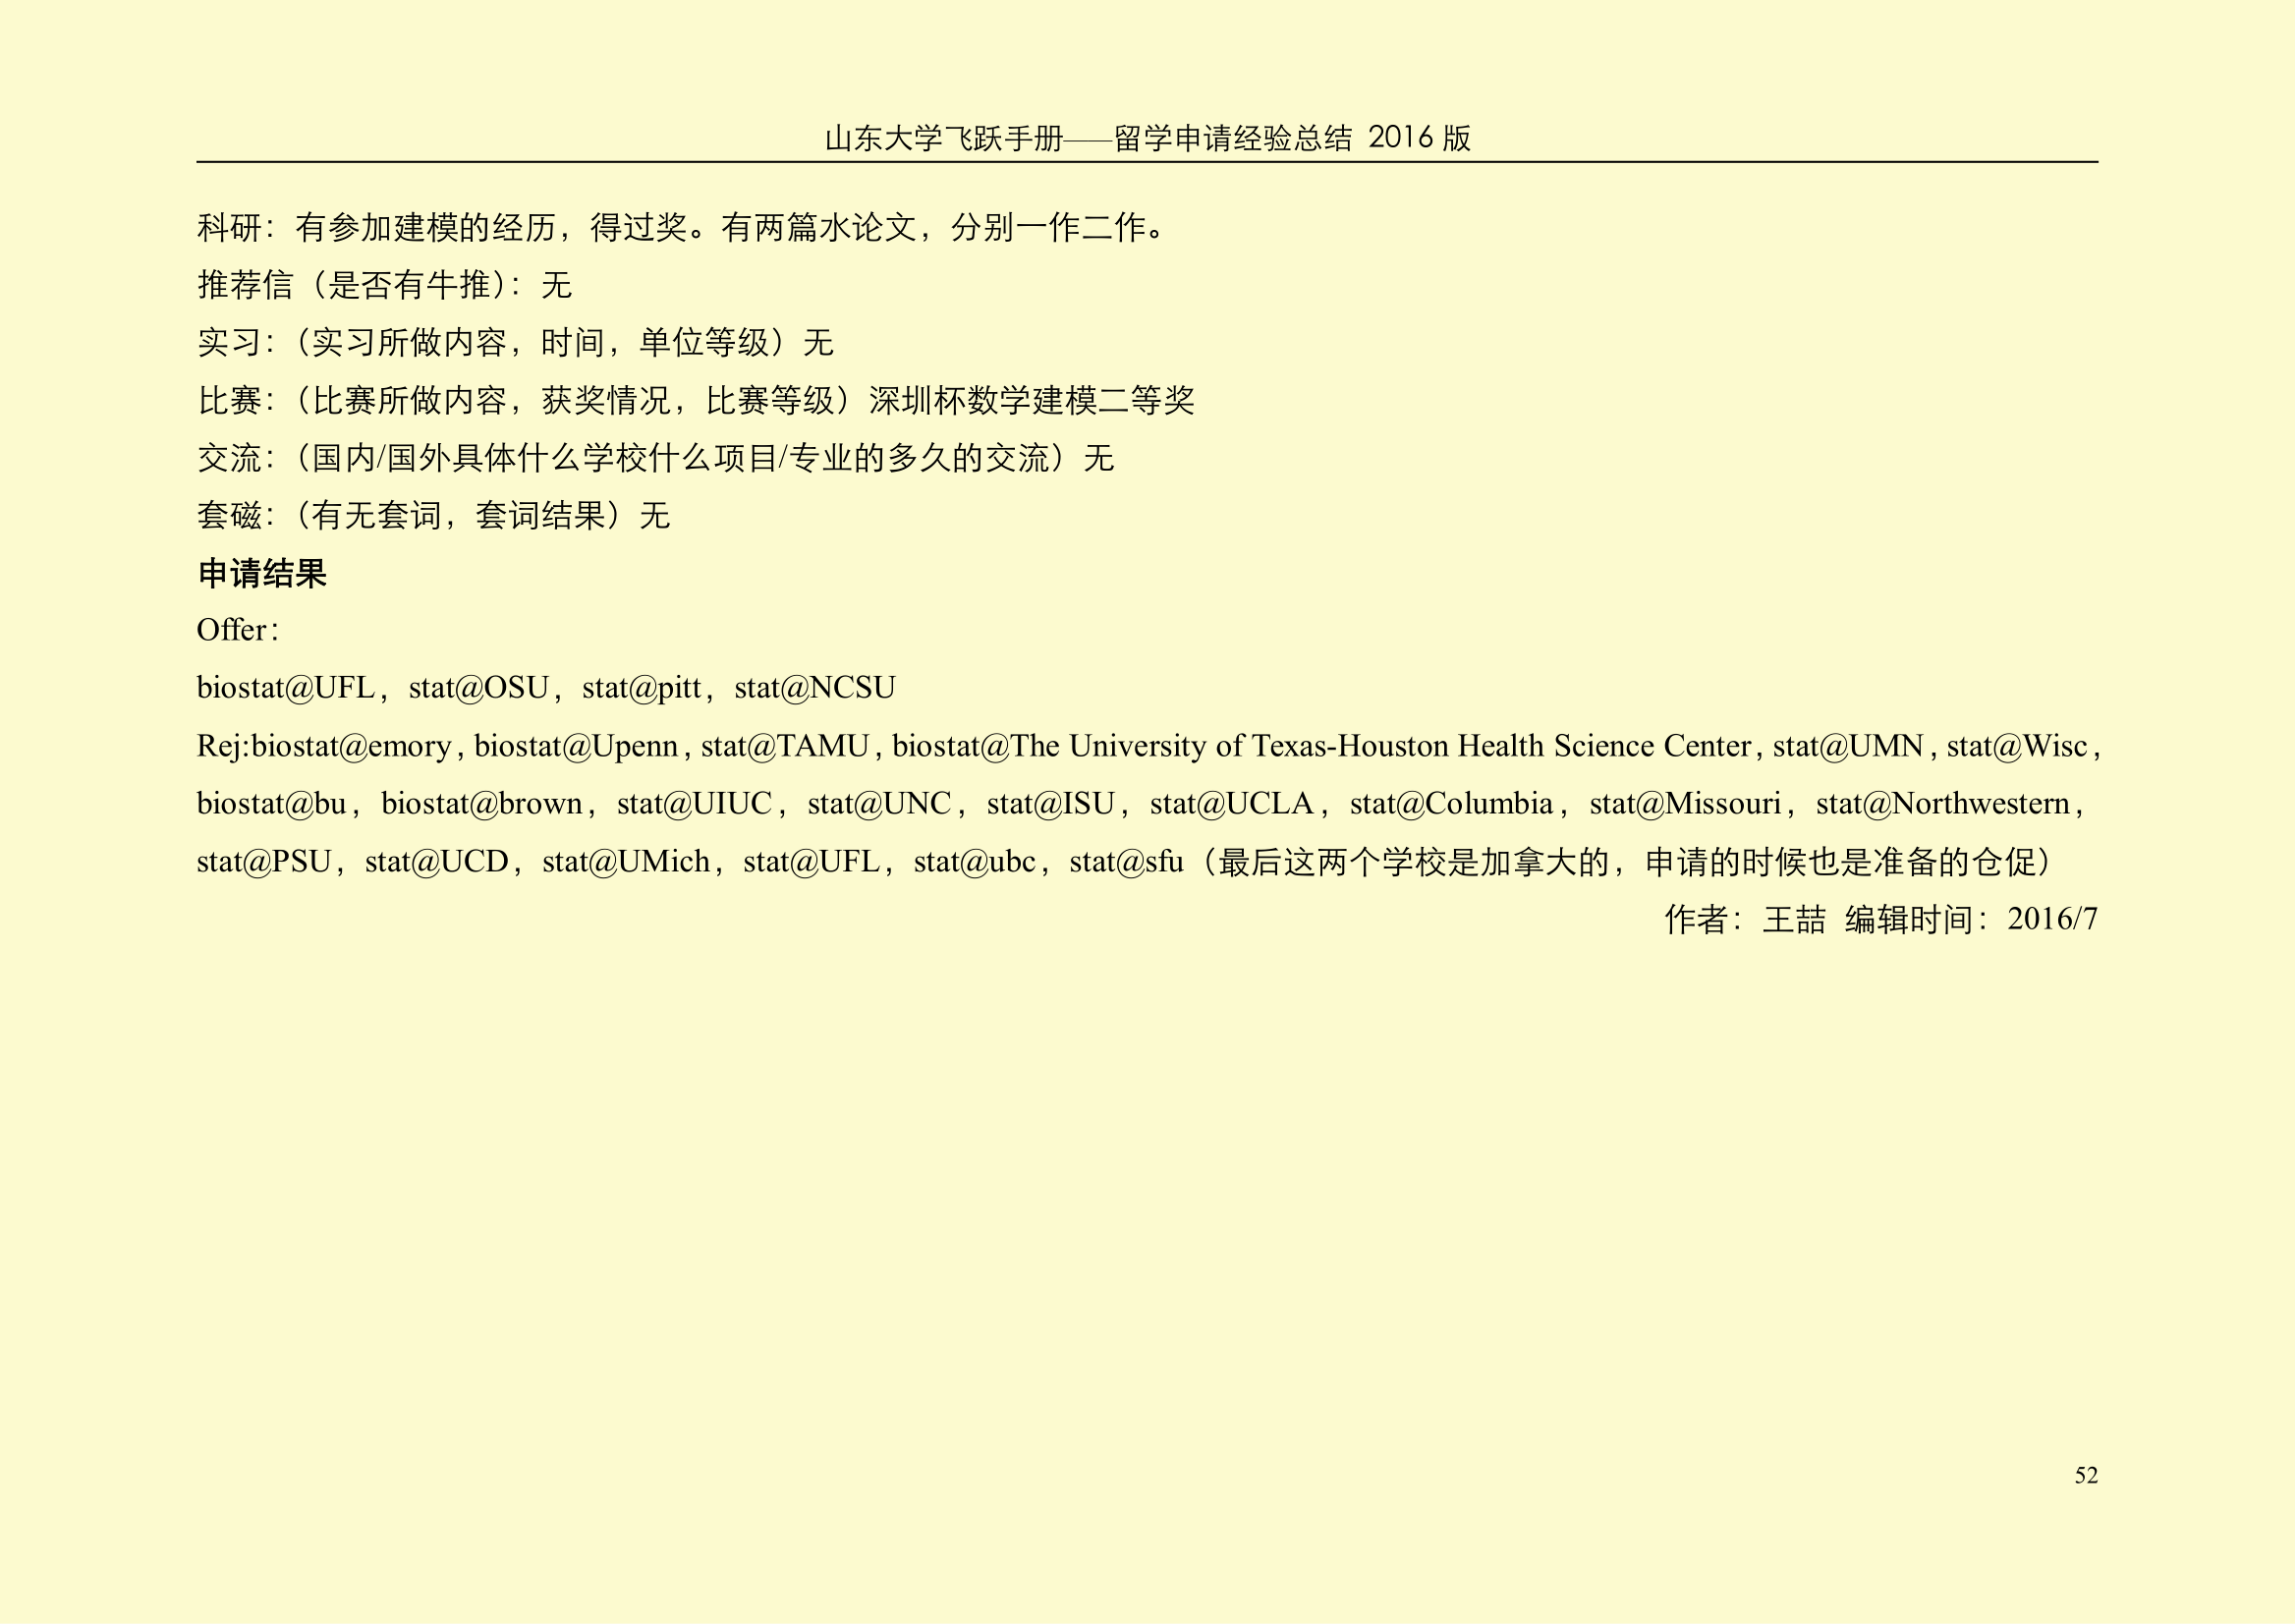 山东大学飞跃手册——留学申请经验总结 2016 版
科研：有参加建模的经历，得过奖。有两篇水论文，分别一作二作。
推荐信（是否有牛推）：无
实习：（实习所做内容，时间，单位等级）无
比赛：（比赛所做内容，获奖情况，比赛等级）深圳杯数学建模二等奖
交流：（国内/国外具体什么学校什么项目/专业的多久的交流）无
套磁：（有无套词，套词结果）无
申请结果
Offer：
biostat@UFL，stat@OSU，stat@pitt，stat@NCSU
Rej:biostat@emory，biostat@Upenn，stat@TAMU，biostat@The University of Texas-Houston Health Science Center，stat@UMN，stat@Wisc，
biostat@bu，biostat@brown，stat@UIUC，stat@UNC，stat@ISU，stat@UCLA，stat@Columbia，stat@Missouri，stat@Northwestern，
stat@PSU，stat@UCD，stat@UMich，stat@UFL，stat@ubc，stat@sfu（最后这两个学校是加拿大的，申请的时候也是准备的仓促）
作者：王喆 编辑时间：2016/7
52